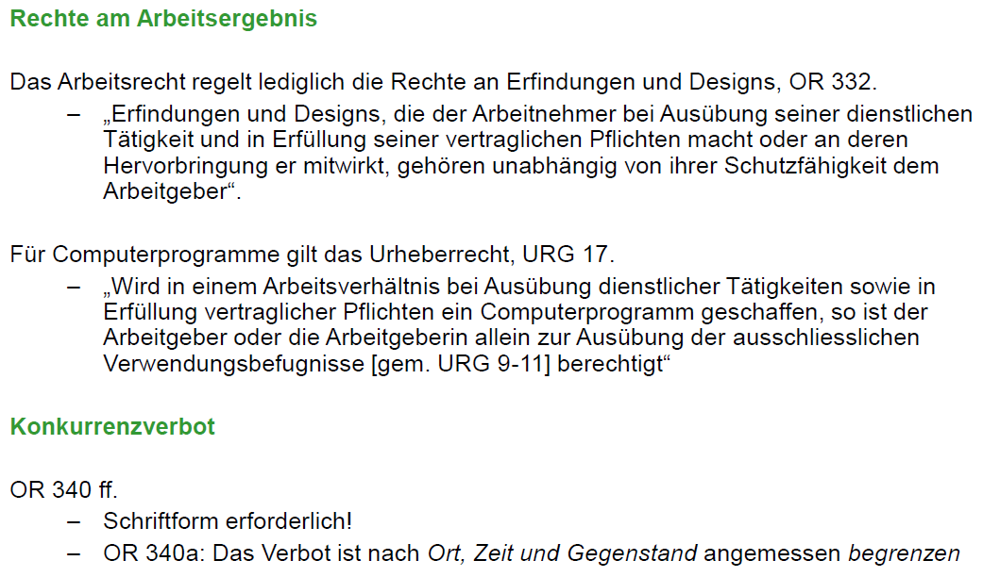 Rechte am Arbeitsergebnis
Das Arbeitsrecht regelt lediglich die Rechte an Erfindungen und Designs, OR 332.
– „Erfindungen und Designs, die der Arbeitnehmer bei Ausübung seiner dienstlichen
Tätigkeit und in Erfüllung seiner vertraglichen Pflichten macht oder an deren
Hervorbringung er mitwirkt, gehören unabhängig von ihrer Schutzfähigkeit dem
Arbeitgeber“.
Für Computerprogramme gilt das Urheberrecht, URG 17.
– „Wird in einem Arbeitsverhältnis bei Ausübung dienstlicher Tätigkeiten sowie in
Erfüllung vertraglicher Pflichten ein Computerprogramm geschaffen, so ist der
Arbeitgeber oder die Arbeitgeberin allein zur Ausübung der ausschliesslichen
Verwendungsbefugnisse [gem. URG 9-11] berechtigt“
Konkurrenzverbot
OR 340 ff.
– Schriftform erforderlich!
– OR 340a: Das Verbot ist nach Ort, Zeit und Gegenstand angemessen begrenzen